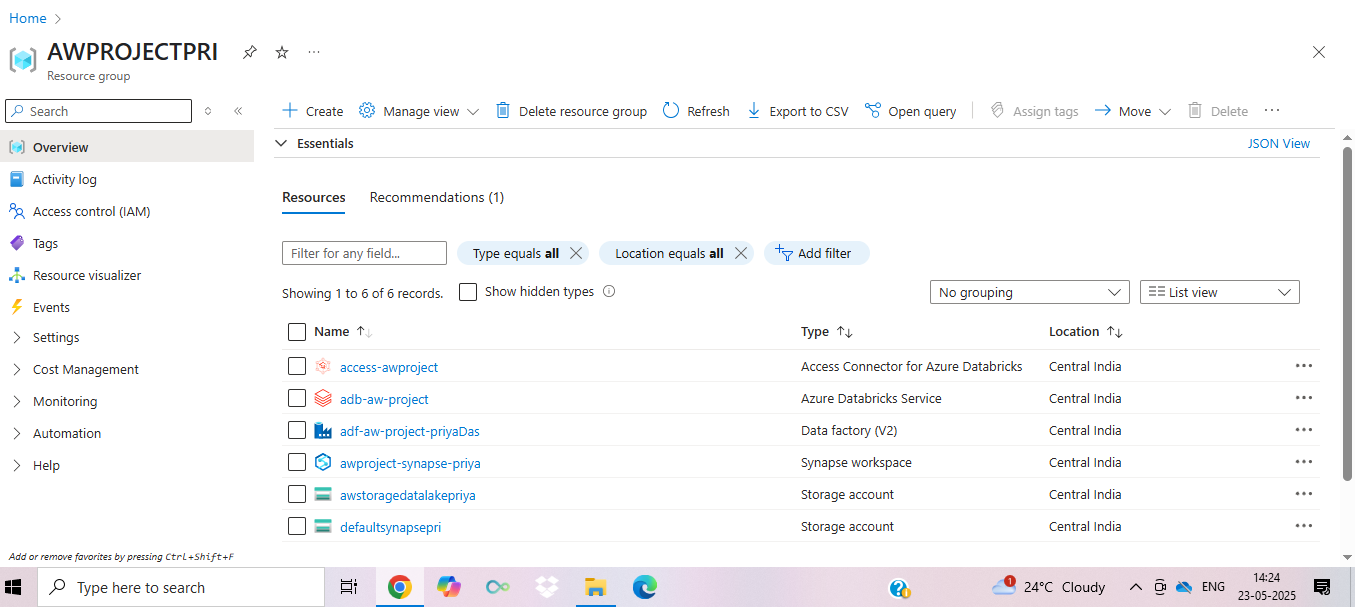 Home
AWPROJECTPRI
Resource group
Search
Create Manage view Delete resource group Refresh Export to CSV Open query Assign tags Move Delete
Overview
Activity log
Access control (IAM)
Tags
Resource visualizer
Events
Settings
Cost Management
Monitoring
Automation
Help
Add or remove favorites by pressing Ctrl+Shift+F
Essentials JSON View
Resources Recommendations (1)
Filter for any field... Type equals all Location equals all Add filter
Showing 1 to 6 of 6 records. Show hidden types No grouping List view
Name Type Location
access-awproject Access Connector for Azure Databricks Central India
adb-aw-project Azure Databricks Service Central India
adf-aw-project-priyaDas Data factory (V2) Central India
awproject-synapse-priya Synapse workspace Central India
awstoragedatalakepriya Storage account Central India
defaultsynapsepri Storage account Central India
Type here to search 1 24°C Cloudy ENG 14:24
23-05-2025